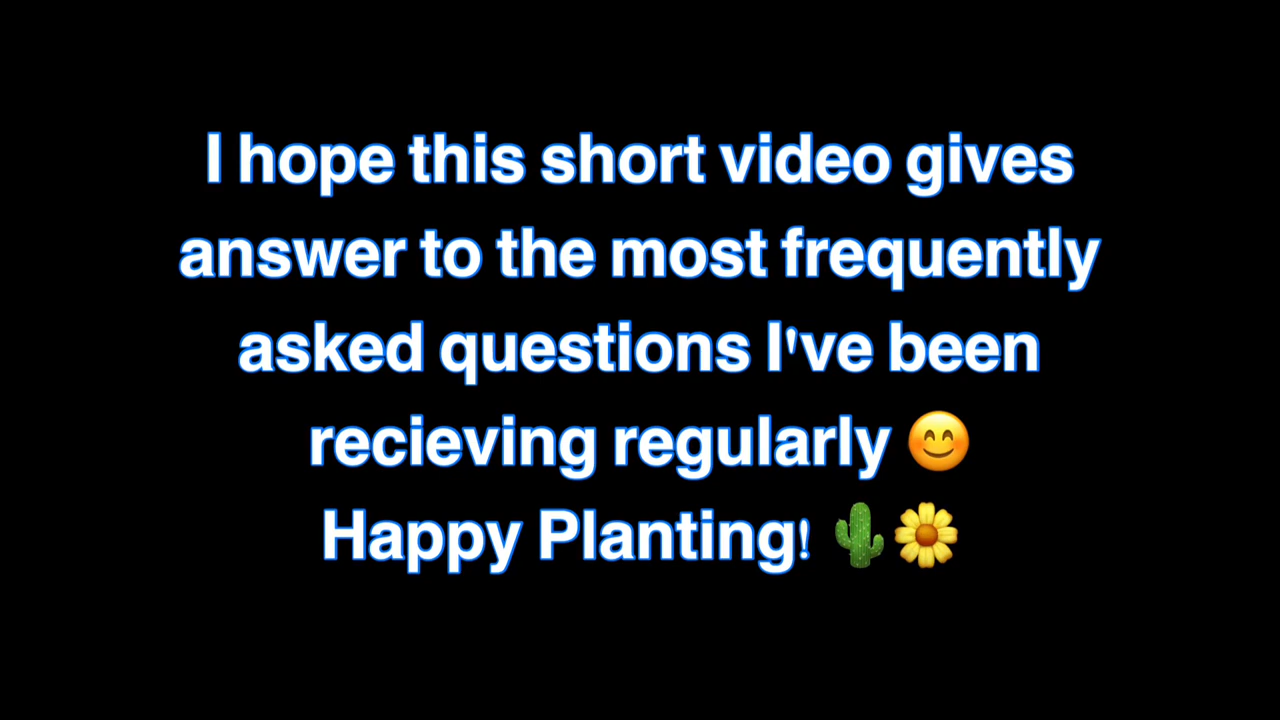 I hope this short video gives
answer to the most frequently
asked questions I've been
recieving regularly 😊
Happy Planting! 🌵🌼